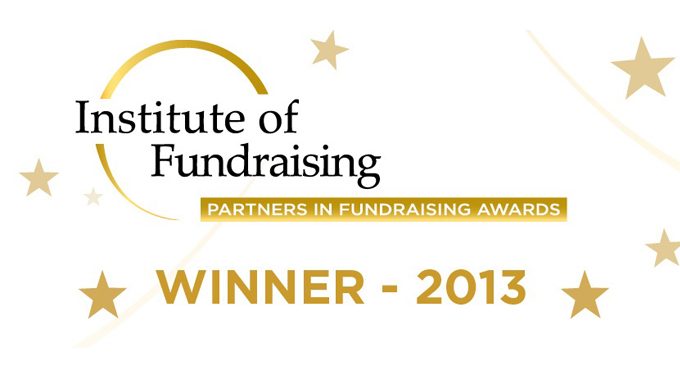 Institute of
Fundraising
PARTNERS IN FUNDRAISING AWARDS
WINNER - 2013